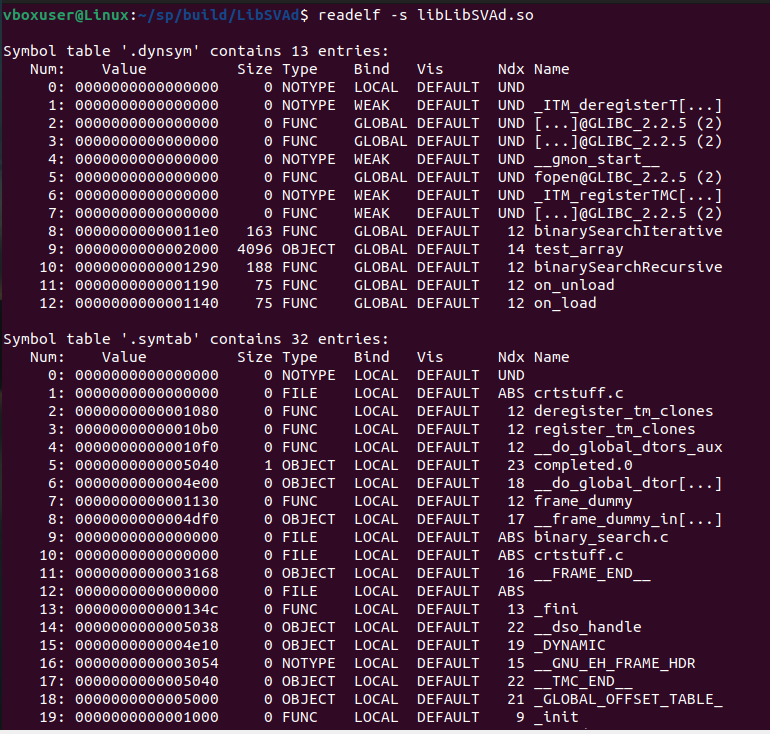 vboxuser@Linux:~/sp/build/LibSVAd$ readelf -s libLibSVAd.so

Symbol table '.dynsym' contains 13 entries:
   Num:    Value          Size Type    Bind   Vis      Ndx Name
     0: 0000000000000000     0 NOTYPE  LOCAL  DEFAULT  UND
     1: 0000000000000000     0 NOTYPE  WEAK   DEFAULT  UND _ITM_deregisterT[...]
     2: 0000000000000000     0 FUNC    GLOBAL DEFAULT  UND [...]@GLIBC_2.2.5 (2)
     3: 0000000000000000     0 FUNC    GLOBAL DEFAULT  UND [...]@GLIBC_2.2.5 (2)
     4: 0000000000000000     0 NOTYPE  WEAK   DEFAULT  UND __gmon_start__
     5: 0000000000000000     0 FUNC    GLOBAL DEFAULT  UND fopen@GLIBC_2.2.5 (2)
     6: 0000000000000000     0 NOTYPE  WEAK   DEFAULT  UND _ITM_registerTMC[...]
     7: 0000000000000000     0 FUNC    WEAK   DEFAULT  UND [...]@GLIBC_2.2.5 (2)
     8: 00000000000011e0   163 FUNC    GLOBAL DEFAULT   12 binarySearchIterative
     9: 0000000000002000  4096 OBJECT  GLOBAL DEFAULT   14 test_array
    10: 0000000000001290   188 FUNC    GLOBAL DEFAULT   12 binarySearchRecursive
    11: 0000000000001190    75 FUNC    GLOBAL DEFAULT   12 on_unload
    12: 0000000000001140    75 FUNC    GLOBAL DEFAULT   12 on_load

Symbol table '.symtab' contains 32 entries:
   Num:    Value          Size Type    Bind   Vis      Ndx Name
     0: 0000000000000000     0 NOTYPE  LOCAL  DEFAULT  UND
     1: 0000000000000000     0 FILE    LOCAL  DEFAULT  ABS crtstuff.c
     2: 0000000000001080     0 FUNC    LOCAL  DEFAULT   12 deregister_tm_clones
     3: 00000000000010b0     0 FUNC    LOCAL  DEFAULT   12 register_tm_clones
     4: 00000000000010f0     0 FUNC    LOCAL  DEFAULT   12 __do_global_dtors_aux
     5: 0000000000005040     1 OBJECT  LOCAL  DEFAULT   23 completed.0
     6: 0000000000004e00     0 OBJECT  LOCAL  DEFAULT   18 __do_global_dtor[...]
     7: 0000000000001130     0 FUNC    LOCAL  DEFAULT   12 frame_dummy
     8: 0000000000004df0     0 OBJECT  LOCAL  DEFAULT   17 __frame_dummy_in[...]
     9: 0000000000000000     0 FILE    LOCAL  DEFAULT  ABS binary_search.c
    10: 0000000000000000     0 FILE    LOCAL  DEFAULT  ABS crtstuff.c
    11: 0000000000003168     0 OBJECT  LOCAL  DEFAULT   16 __FRAME_END__
    12: 0000000000000000     0 FILE    LOCAL  DEFAULT  ABS
    13: 000000000000134c     0 FUNC    LOCAL  DEFAULT   13 _fini
    14: 0000000000005038     0 OBJECT  LOCAL  DEFAULT   22 __dso_handle
    15: 0000000000004e10     0 OBJECT  LOCAL  DEFAULT   19 _DYNAMIC
    16: 0000000000003054     0 NOTYPE  LOCAL  DEFAULT   15 __GNU_EH_FRAME_HDR
    17: 0000000000005040     0 OBJECT  LOCAL  DEFAULT   22 __TMC_END__
    18: 0000000000005000     0 OBJECT  LOCAL  DEFAULT   21 _GLOBAL_OFFSET_TABLE_
    19: 0000000000001000     0 FUNC    LOCAL  DEFAULT    9 _init